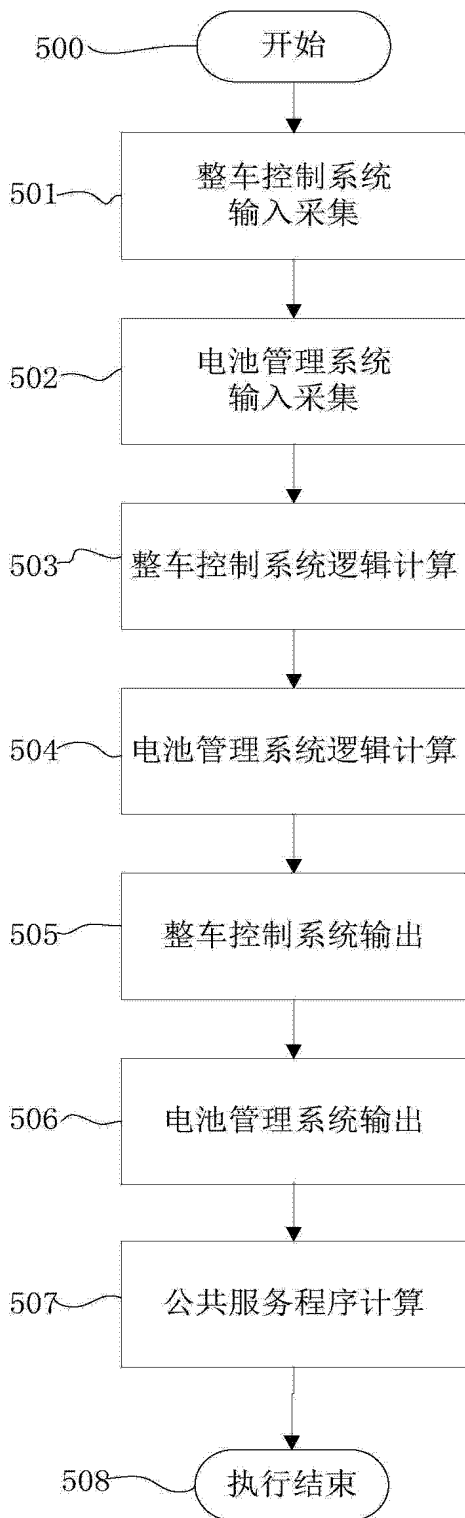 500
开始
501
整车控制系统
输入采集
502
电池管理系统
输入采集
503
整车控制系统逻辑计算
504
电池管理系统逻辑计算
505
整车控制系统输出
506
电池管理系统输出
507
公共服务程序计算
508
执行结束